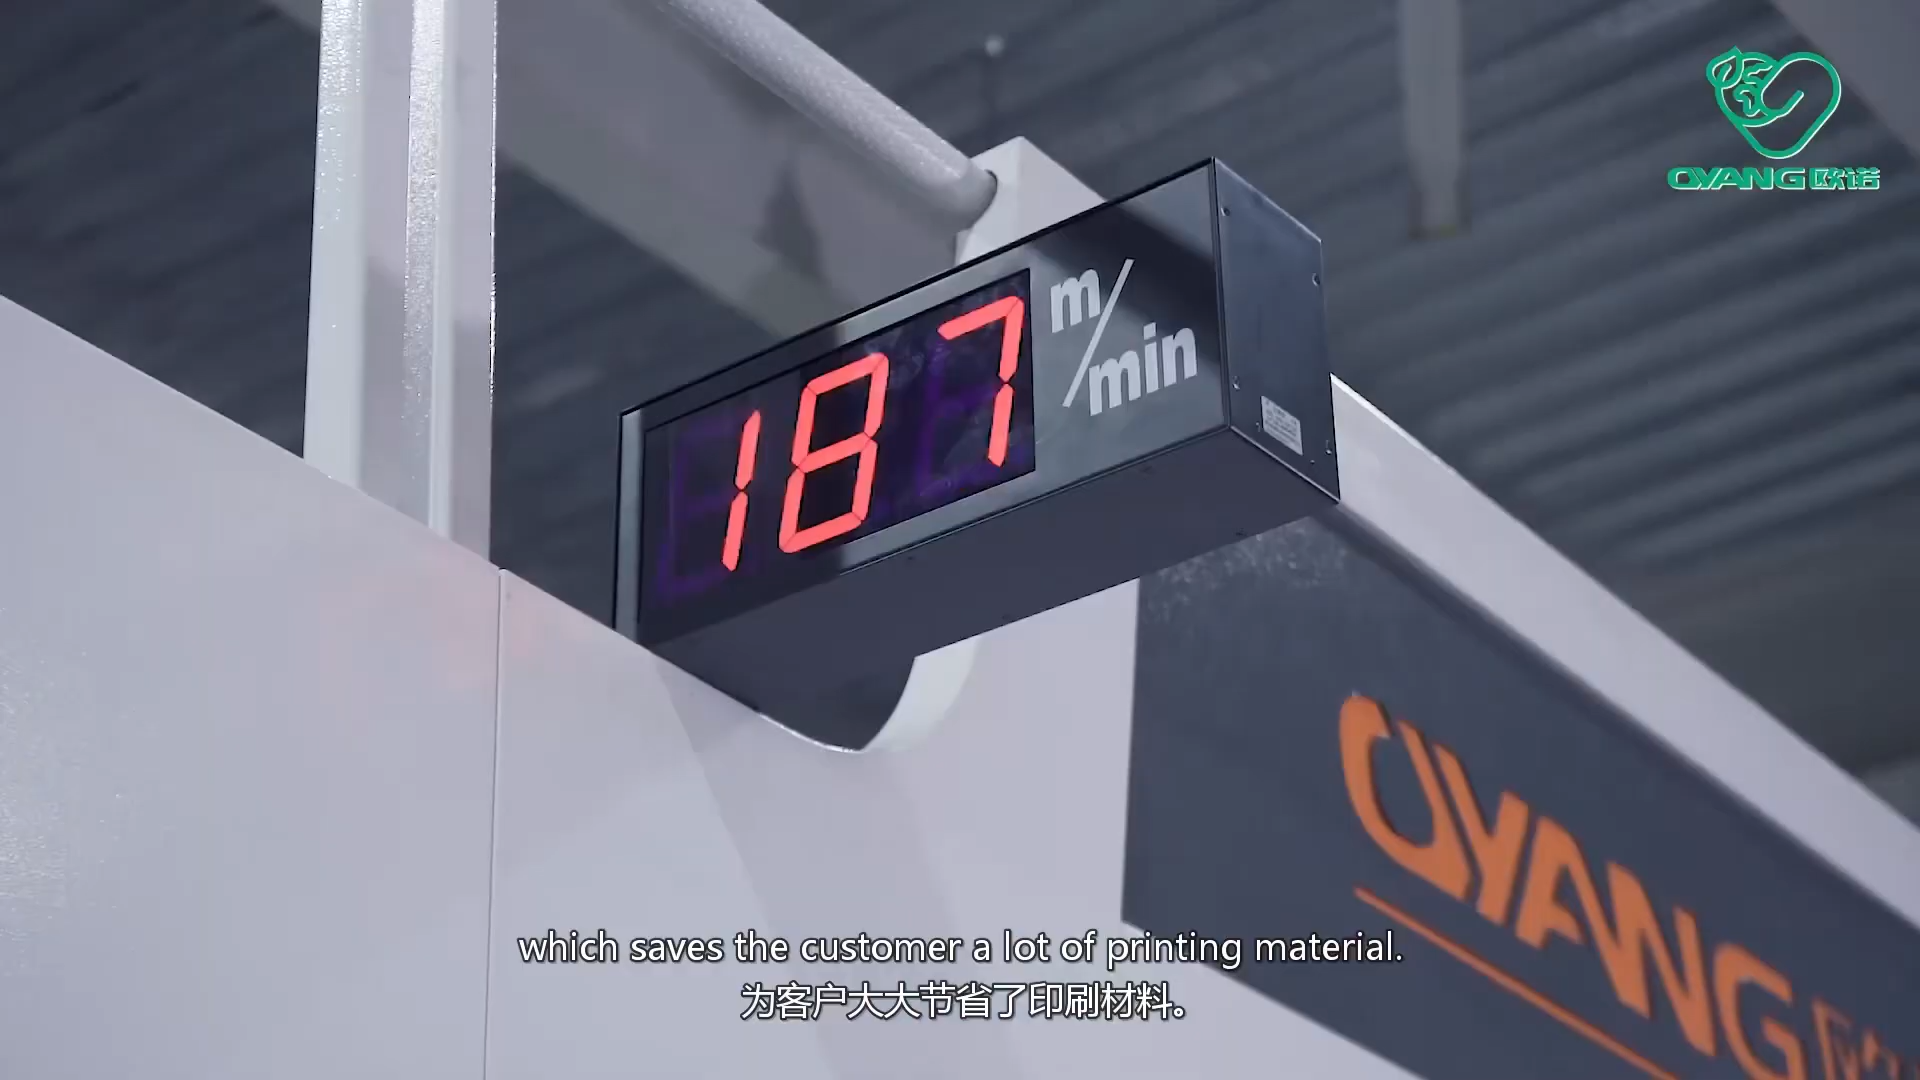 OYANG欧诺
187 m/min
OYANG
which saves the customer a lot of printing material.
为客户大大节省了印刷材料。